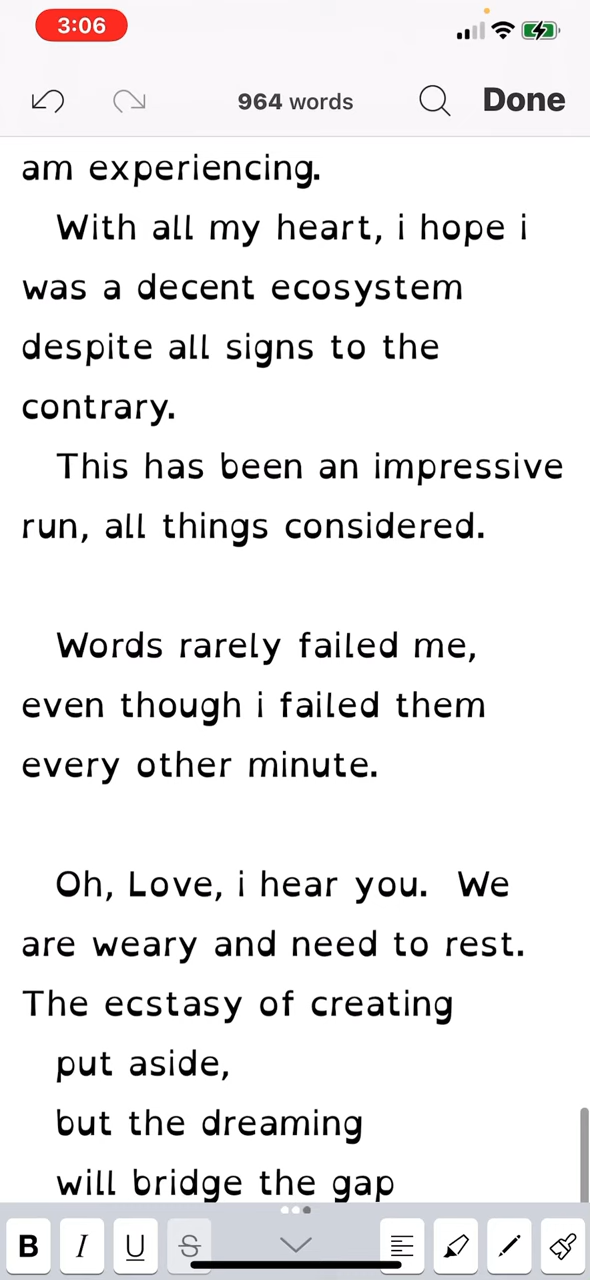 3:06
964 words
Done
am experiencing.
With all my heart, i hope i
was a decent ecosystem
despite all signs to the
contrary.
This has been an impressive
run, all things considered.
Words rarely failed me,
even though i failed them
every other minute.
Oh, Love, i hear you.  We
are weary and need to rest.
The ecstasy of creating
put aside,
but the dreaming
will bridge the gap
B I U S